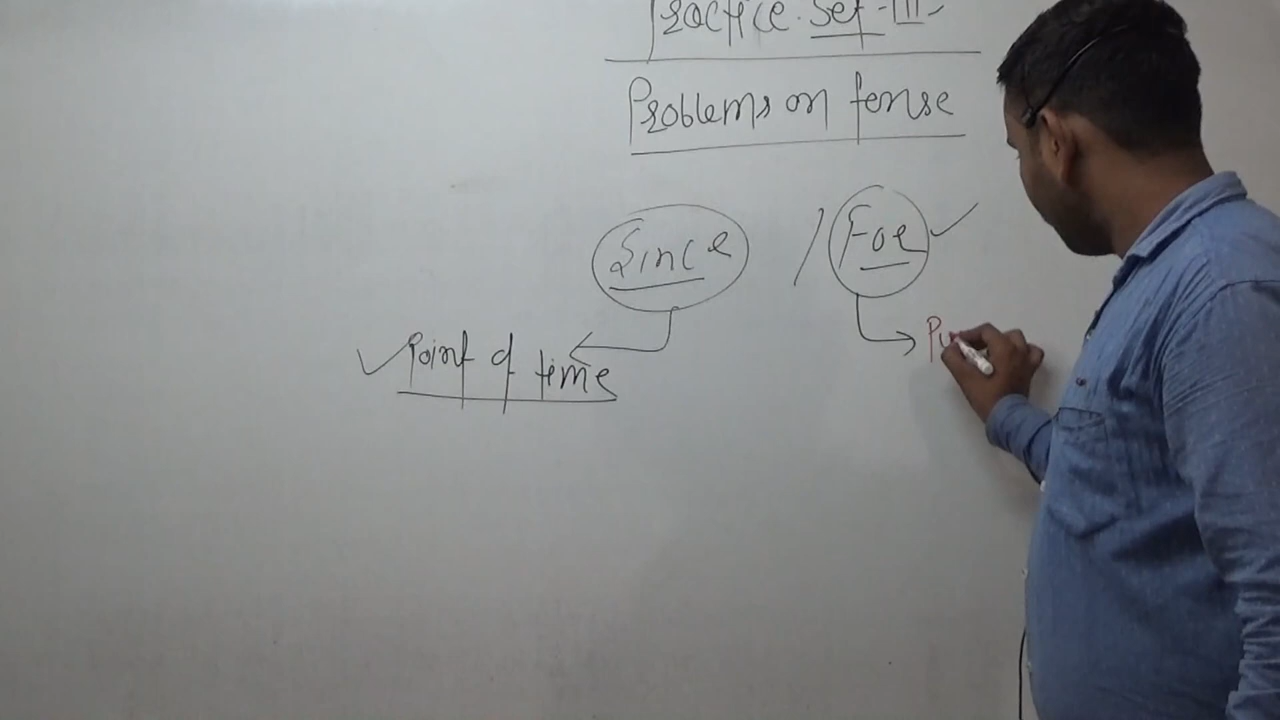 Practice Set-III
Problems on tense
Since / For
Point of time